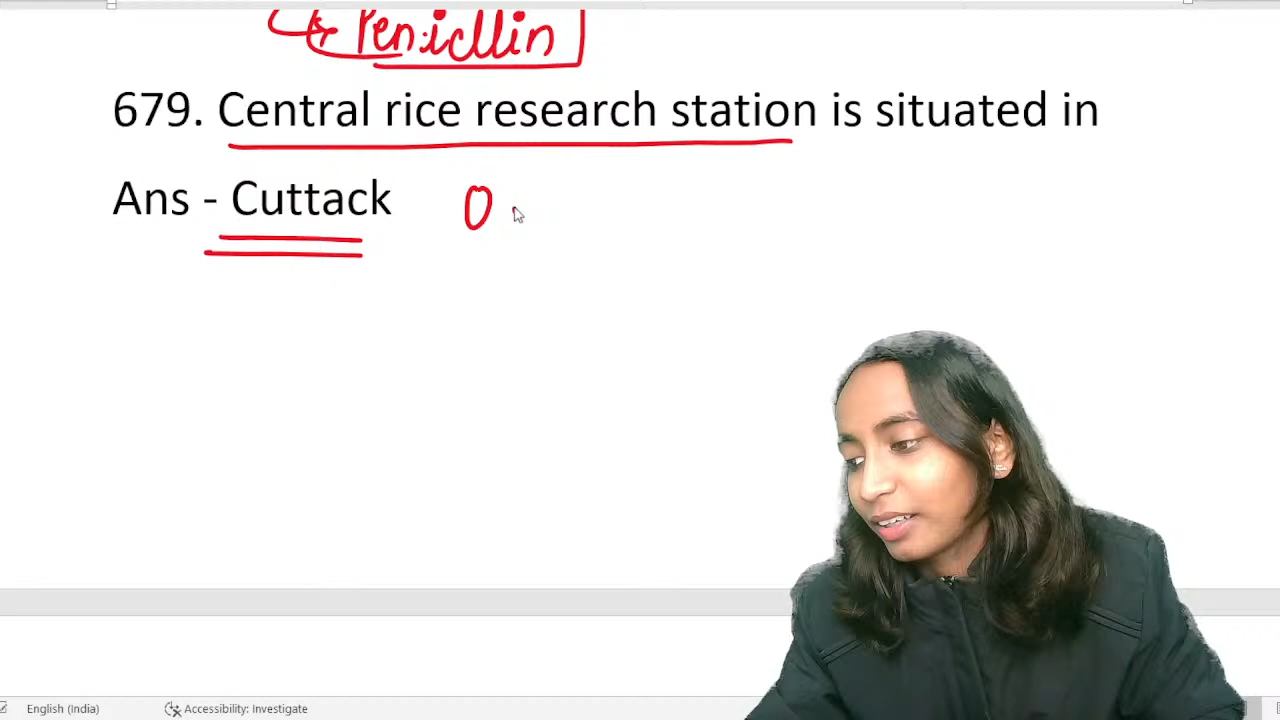 Penicllin
679. Central rice research station is situated in
Ans - Cuttack O
English (India) Accessibility: Investigate